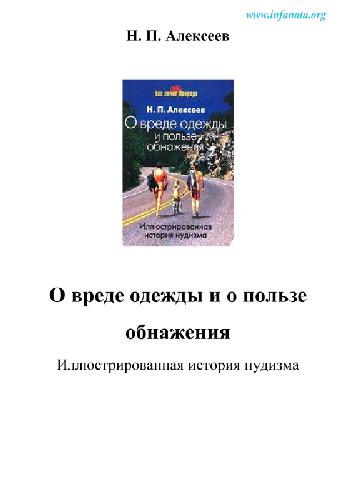 www.infanata.org
Н. П. Алексеев
Н. П. Алексеев
О вреде одежды
и о пользе
обнажения
Иллюстрированная
история нудизма
О вреде одежды и о пользе
обнажения
Иллюстрированная история нудизма